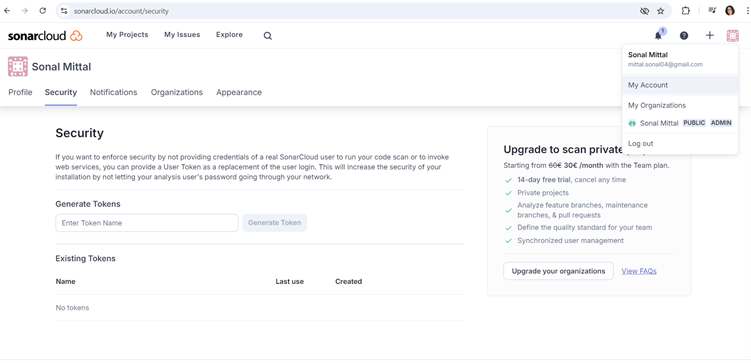 sonarcloud.io/account/security
sonarcloud
My Projects
My Issues
Explore
1
Sonal Mittal
mittal.sonal04@gmail.com
My Account
My Organizations
Sonal Mittal PUBLIC ADMIN
Log out
Sonal Mittal
Profile
Security
Notifications
Organizations
Appearance
Security
If you want to enforce security by not providing credentials of a real SonarCloud user to run your code scan or to invoke
web services, you can provide a User Token as a replacement of the user login. This will increase the security of your
installation by not letting your analysis user's password going through your network.
Generate Tokens
Enter Token Name
Generate Token
Existing Tokens
Name Last use Created
No tokens
Upgrade to scan private
Starting from 60€ 30€ /month with the Team plan.
14-day free trial, cancel any time
Private projects
Analyze feature branches, maintenance
branches, & pull requests
Define the quality standard for your team
Synchronized user management
Upgrade your organizations
View FAQs